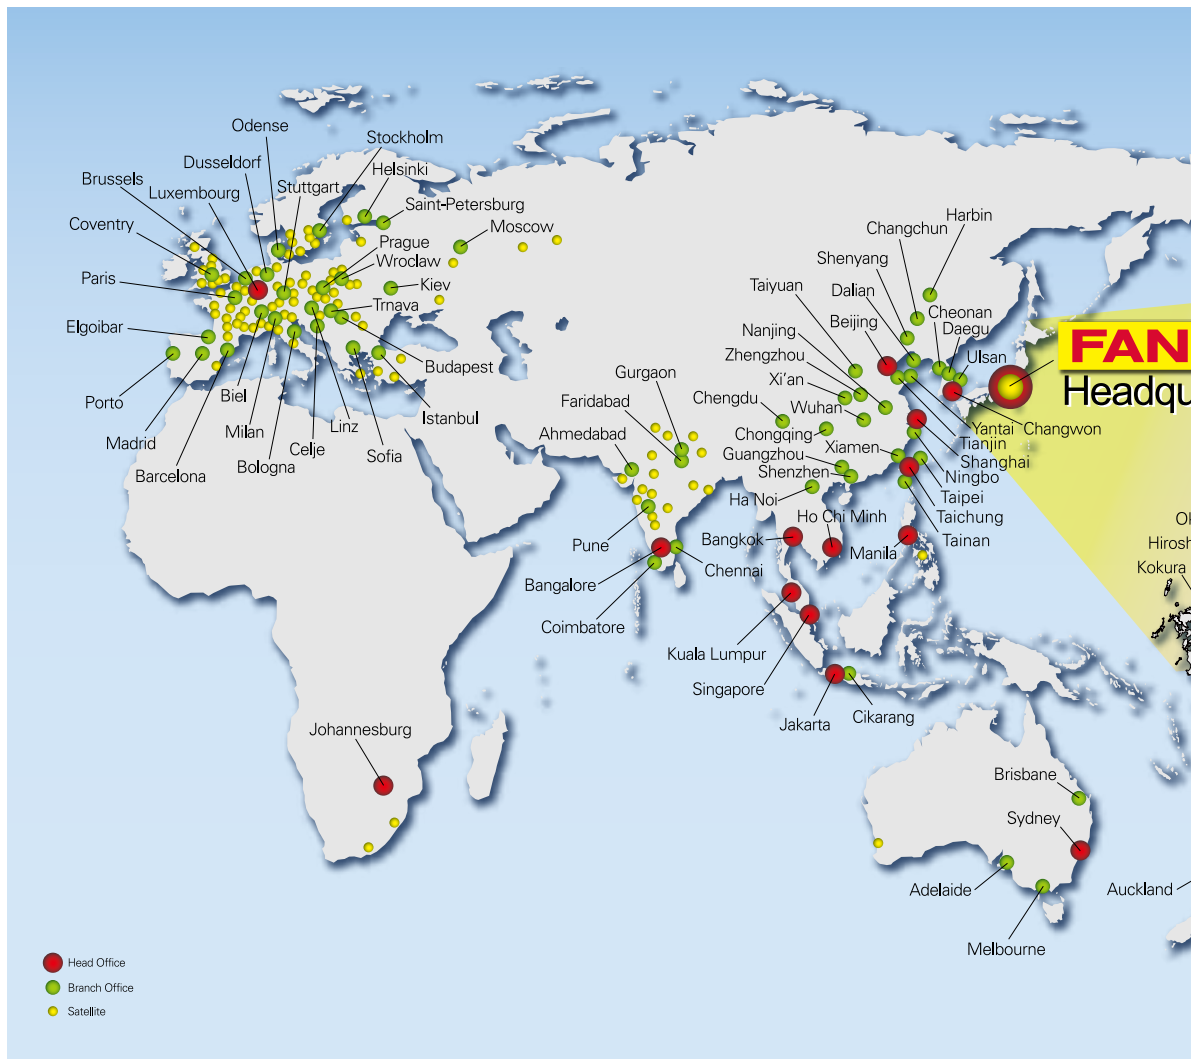 Odense
Stockholm
Dusseldorf
Helsinki
Brussels
Luxembourg
Stuttgart
Saint-Petersburg
Moscow
Coventry
Prague
Wroclaw
Paris
Kiev
Trnava
Elgoibar
Budapest
Porto
Biel
Istanbul
Madrid
Milan
Linz
Barcelona
Bologna
Celje
Sofia
Harbin
Changchun
Shenyang
Taiyuan
Dalian
Cheonan
Beijing
Daegu
Nanjing
Zhengzhou
Ulsan
Xi'an
FAN
Headqu
Gurgaon
Faridabad
Chengdu
Wuhan
Ahmedabad
Chongqing
Yantai
Changwon
Guangzhou
Xiamen
Tianjin
Shenzhen
Shanghai
Ningbo
Ha Noi
Taipei
Ho Chi Minh
Taichung
Pune
Bangkok
Manila
Tainan
Ol
Hirosh
Kokura
Bangalore
Chennai
Coimbatore
Kuala Lumpur
Singapore
Jakarta
Cikarang
Johannesburg
Brisbane
Sydney
Adelaide
Auckland
Melbourne
Head Office
Branch Office
Satellite